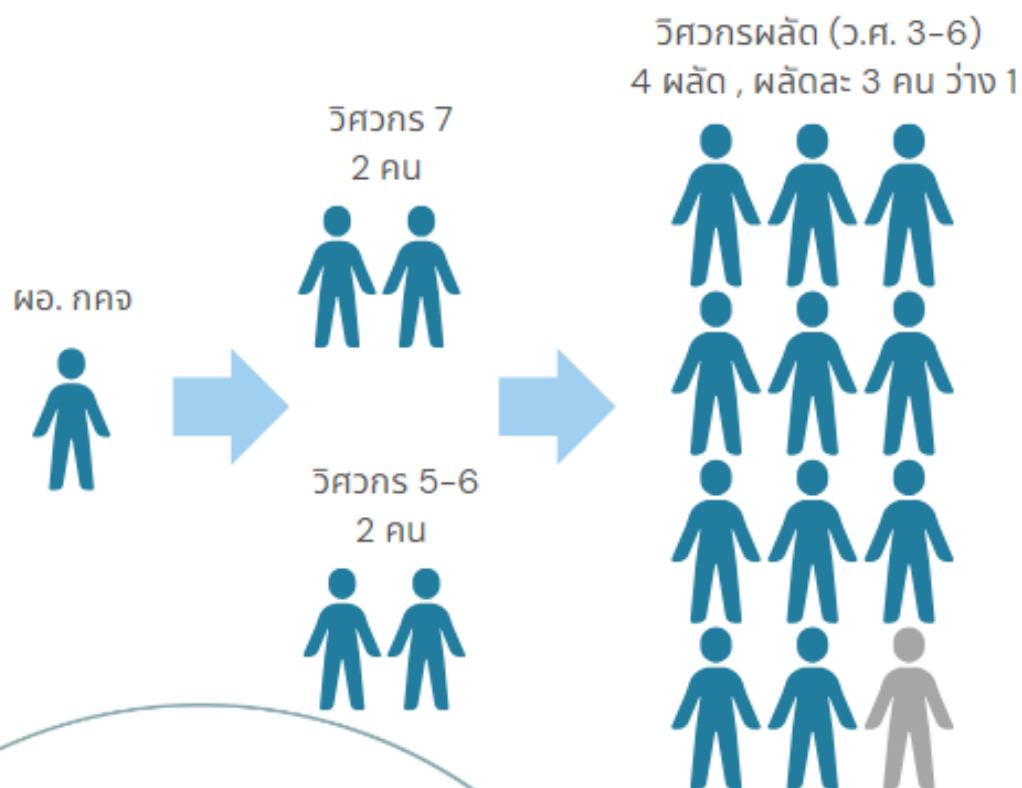 วิศวกรผลัด (ว.ศ. 3-6)
4 ผลัด , ผลัดละ 3 คน ว่าง 1
วิศวกร 7
2 คน
ผอ. กคจ
วิศวกร 5-6
2 คน